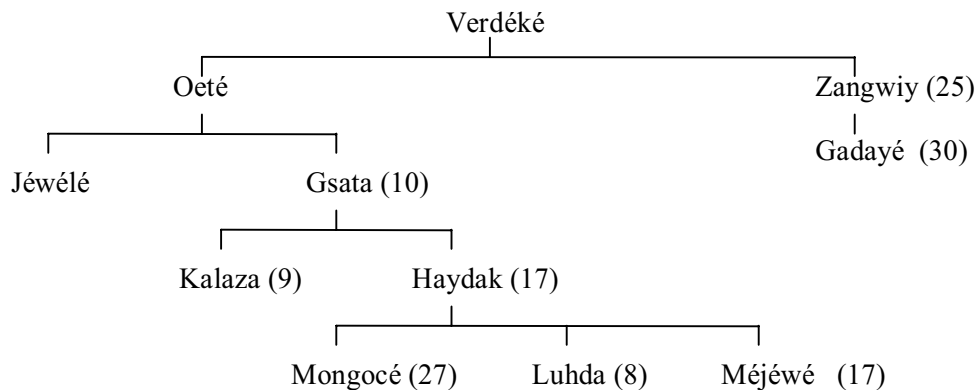 Verdéké
Oeté Zangwiy (25)
Gadayé (30)
Jéwélé Gsata (10)
Kalaza (9) Haydak (17)
Mongocé (27) Luhda (8) Méjéwé (17)